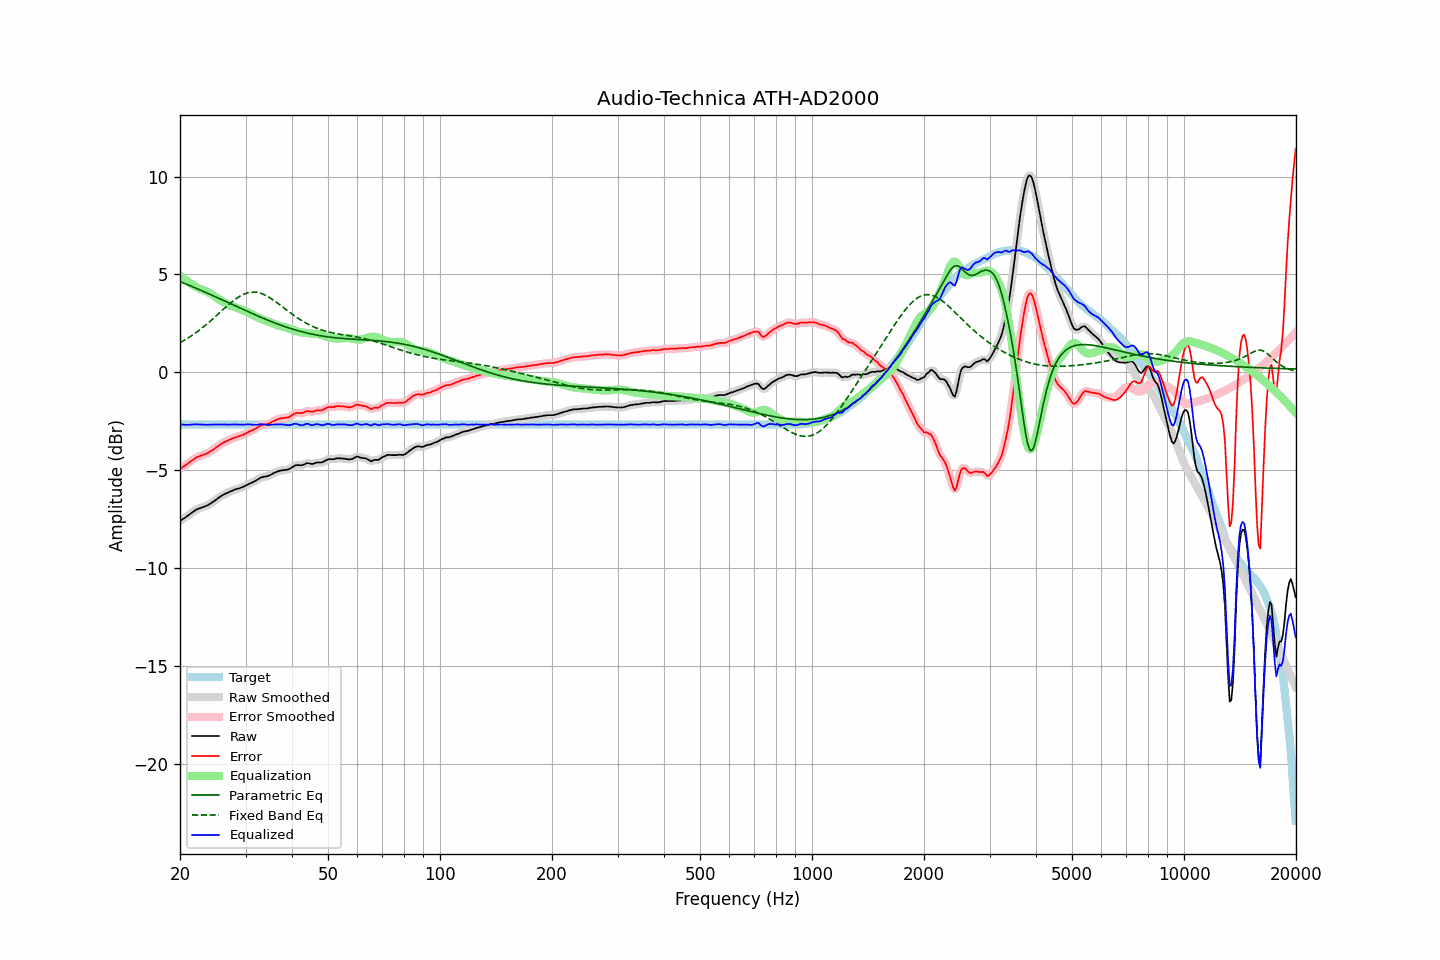 Audio-Technica ATH-AD2000
Amplitude (dBr)
10
5
0
−5
−10
−15
−20
Target
Raw Smoothed
Error Smoothed
Raw
Error
Equalization
Parametric Eq
Fixed Band Eq
Equalized
20 50 100 200 500 1000 2000 5000 10000 20000
Frequency (Hz)